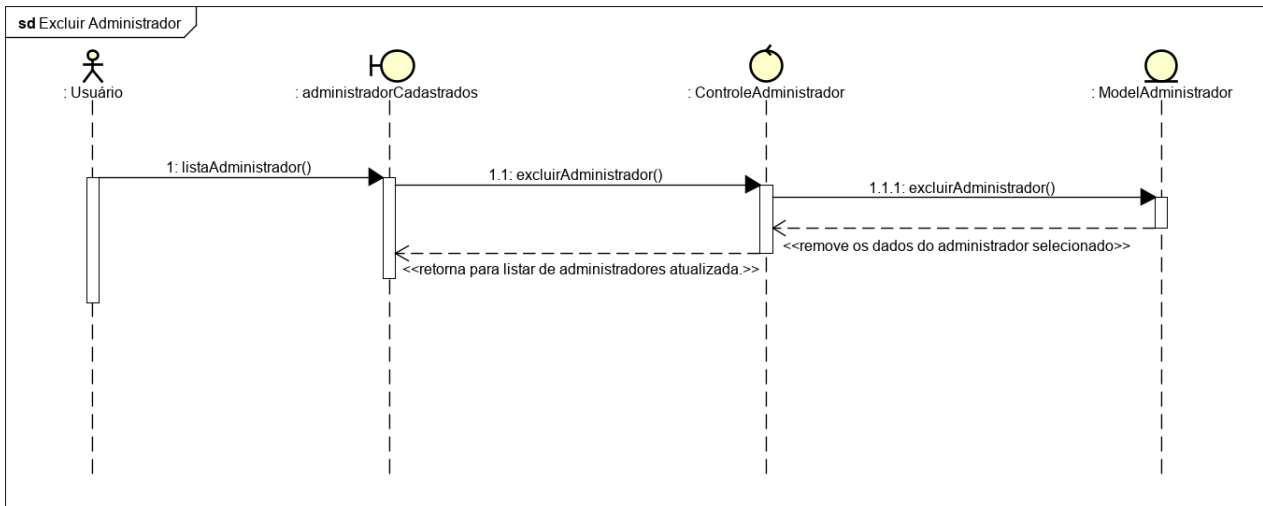 sd Excluir Administrador
: Usuário
: administradorCadastrados
: ControleAdministrador
: ModelAdministrador
1: listaAdministrador()
1.1: excluirAdministrador()
1.1.1: excluirAdministrador()
<<remove os dados do administrador selecionado>>
<<retorna para listar de administradores atualizada.>>